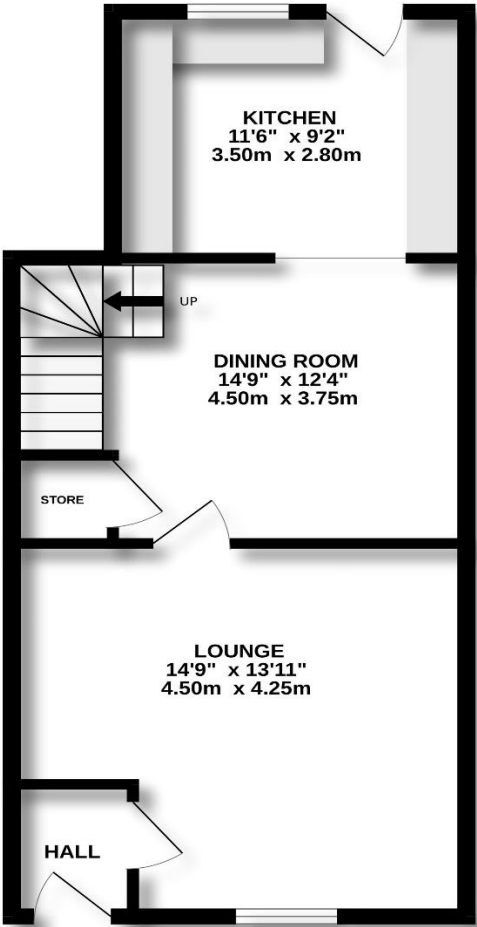 KITCHEN
11'6" x 9'2"
3.50m x 2.80m
UP
DINING ROOM
14'9" x 12'4"
4.50m x 3.75m
STORE
LOUNGE
14'9" x 13'11"
4.50m x 4.25m
HALL